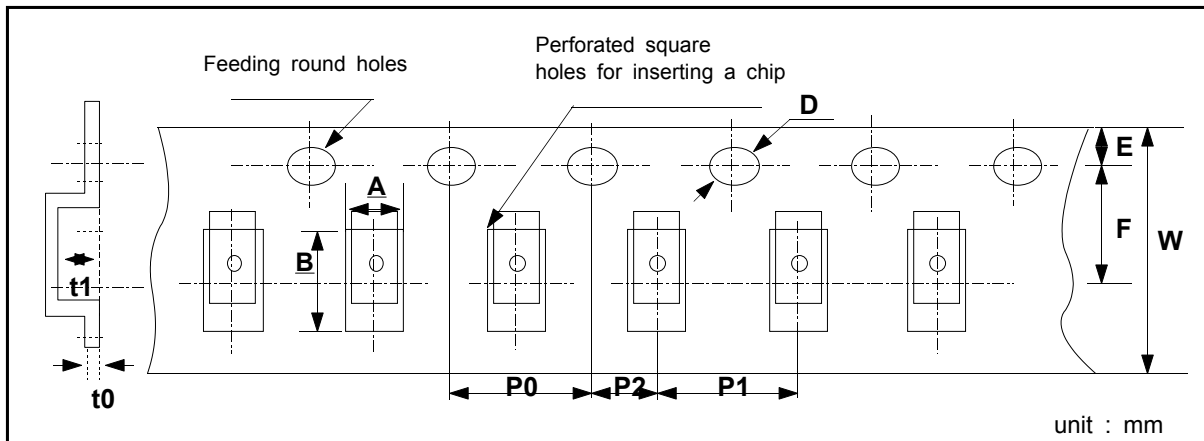 Feeding round holes
Perforated square
holes for inserting a chip
D
E
A
F
W
B
t1
P0
P2
P1
t0
unit : mm